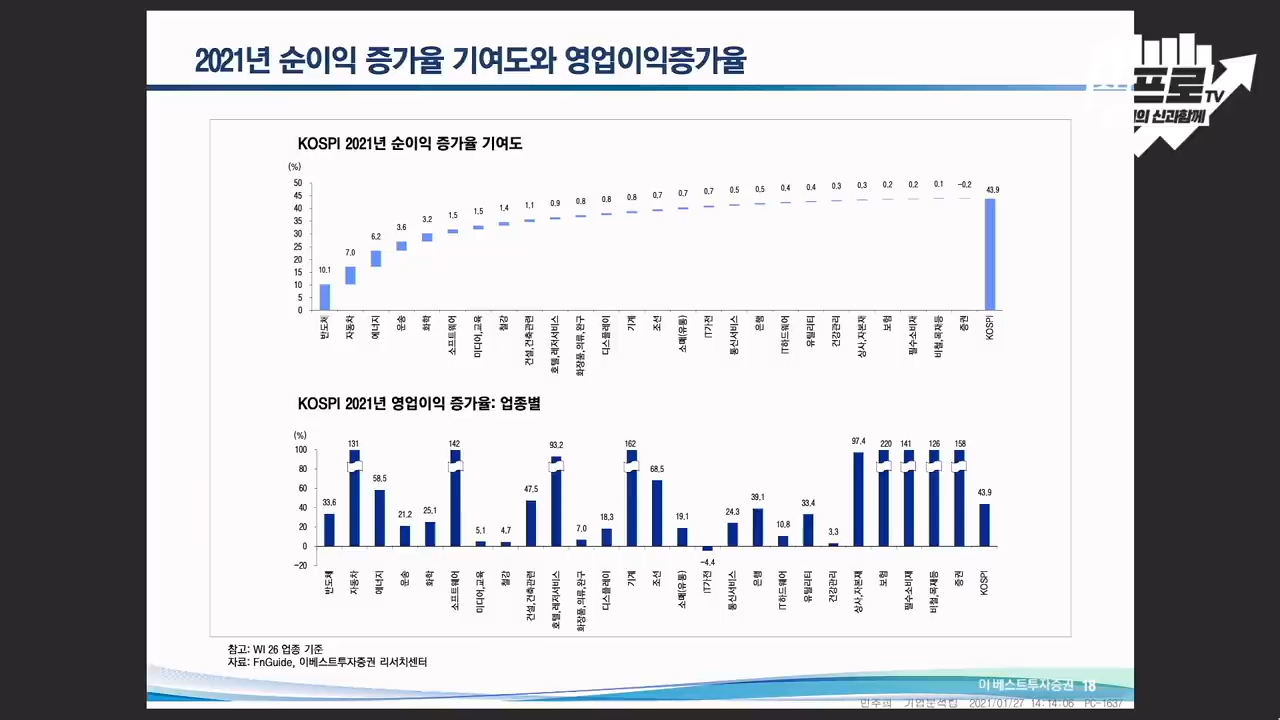 2021년 순이익 증가율 기여도와 영업이익증가율
프로TV
의 신과함께
KOSPI 2021년 순이익 증가율 기여도
(%)
50
45
40
35
30
25
20
15
10
5
0
10.1 7.0 6.2 3.6 3.2 1.5 1.5 1.4 1.1 0.9 0.8 0.8 0.8 0.7 0.7 0.7 0.5 0.5 0.4 0.4 0.3 0.3 0.2 0.2 0.1 -0.2 43.9
반도체 자동차 에너지 운송 화학 소프트웨어 미디어,교육 철강 건설,건축관련 호텔,레저서비스 화장품,의류,완구 디스플레이 기계 조선 소매(유통) IT가전 통신서비스 은행 IT하드웨어 유틸리티 건강관리 상사,자본재 보험 필수소비재 비철,목재등 증권 KOSPI
KOSPI 2021년 영업이익 증가율: 업종별
(%)
100
80
60
40
20
0
-20
33.6 131 58.5 21.2 25.1 142 5.1 4.7 47.5 93.2 7.0 18.3 162 68.5 19.1 -4.4 24.3 39.1 10.8 33.4 3.3 97.4 220 141 126 158 43.9
반도체 자동차 에너지 운송 화학 소프트웨어 미디어,교육 철강 건설,건축관련 호텔,레저서비스 화장품,의류,완구 디스플레이 기계 조선 소매(유통) IT가전 통신서비스 은행 IT하드웨어 유틸리티 건강관리 상사,자본재 보험 필수소비재 비철,목재등 증권 KOSPI
참고: WI 26 업종 기준
자료: FnGuide, 이베스트투자증권 리서치센터
이베스트투자증권 18
기업분석팀 2021/01/27 14:14:06 PC-1637